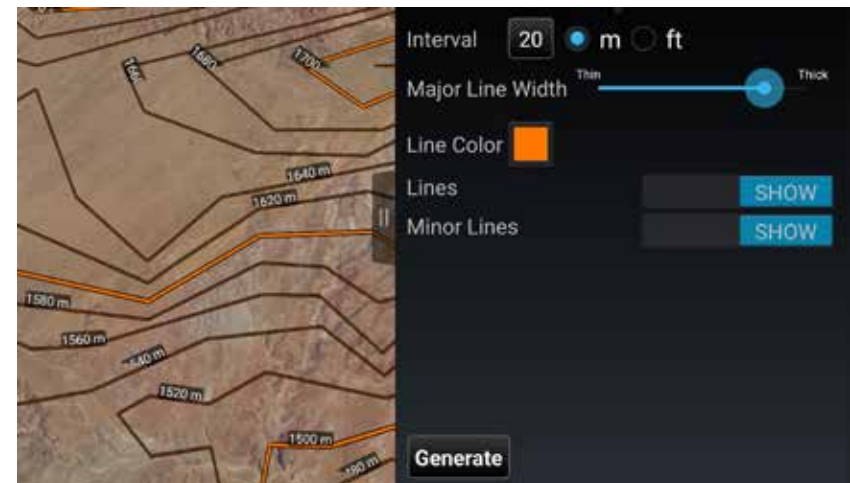 1680
1700
1640 m
1620 m
1580 m
1560 m
1520 m
1500 m
Interval 20 m ft
Major Line Width Thin Thick
Line Color
Lines SHOW
Minor Lines SHOW
Generate